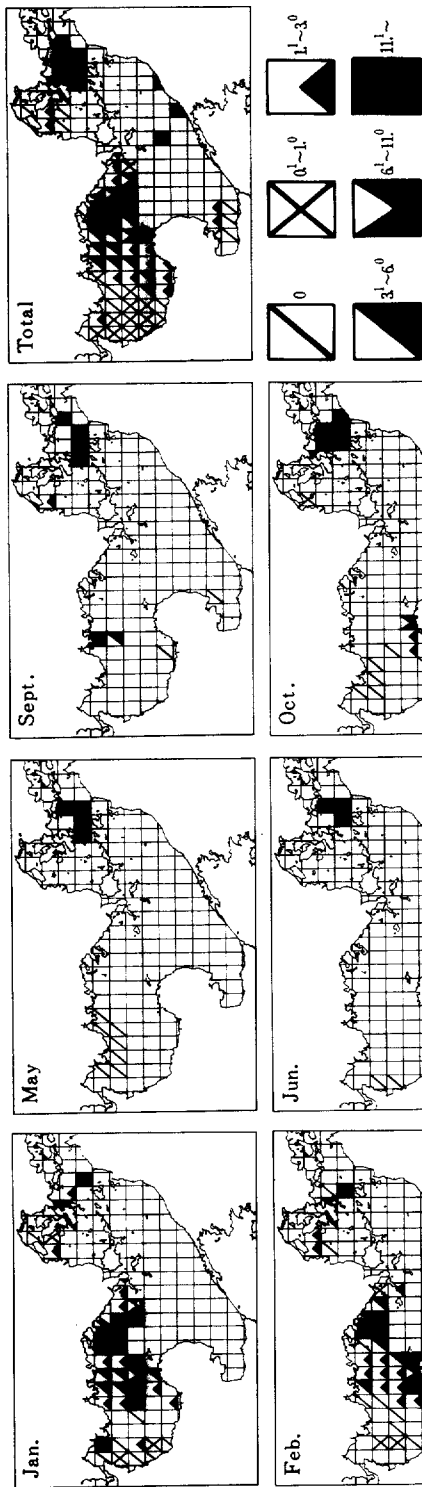 Jan.
May
Sept.
Total
0
0.1~1.0
1.1~3.0
3.1~6.0
6.1~11.0
11.1~
Feb.
Jun.
Oct.